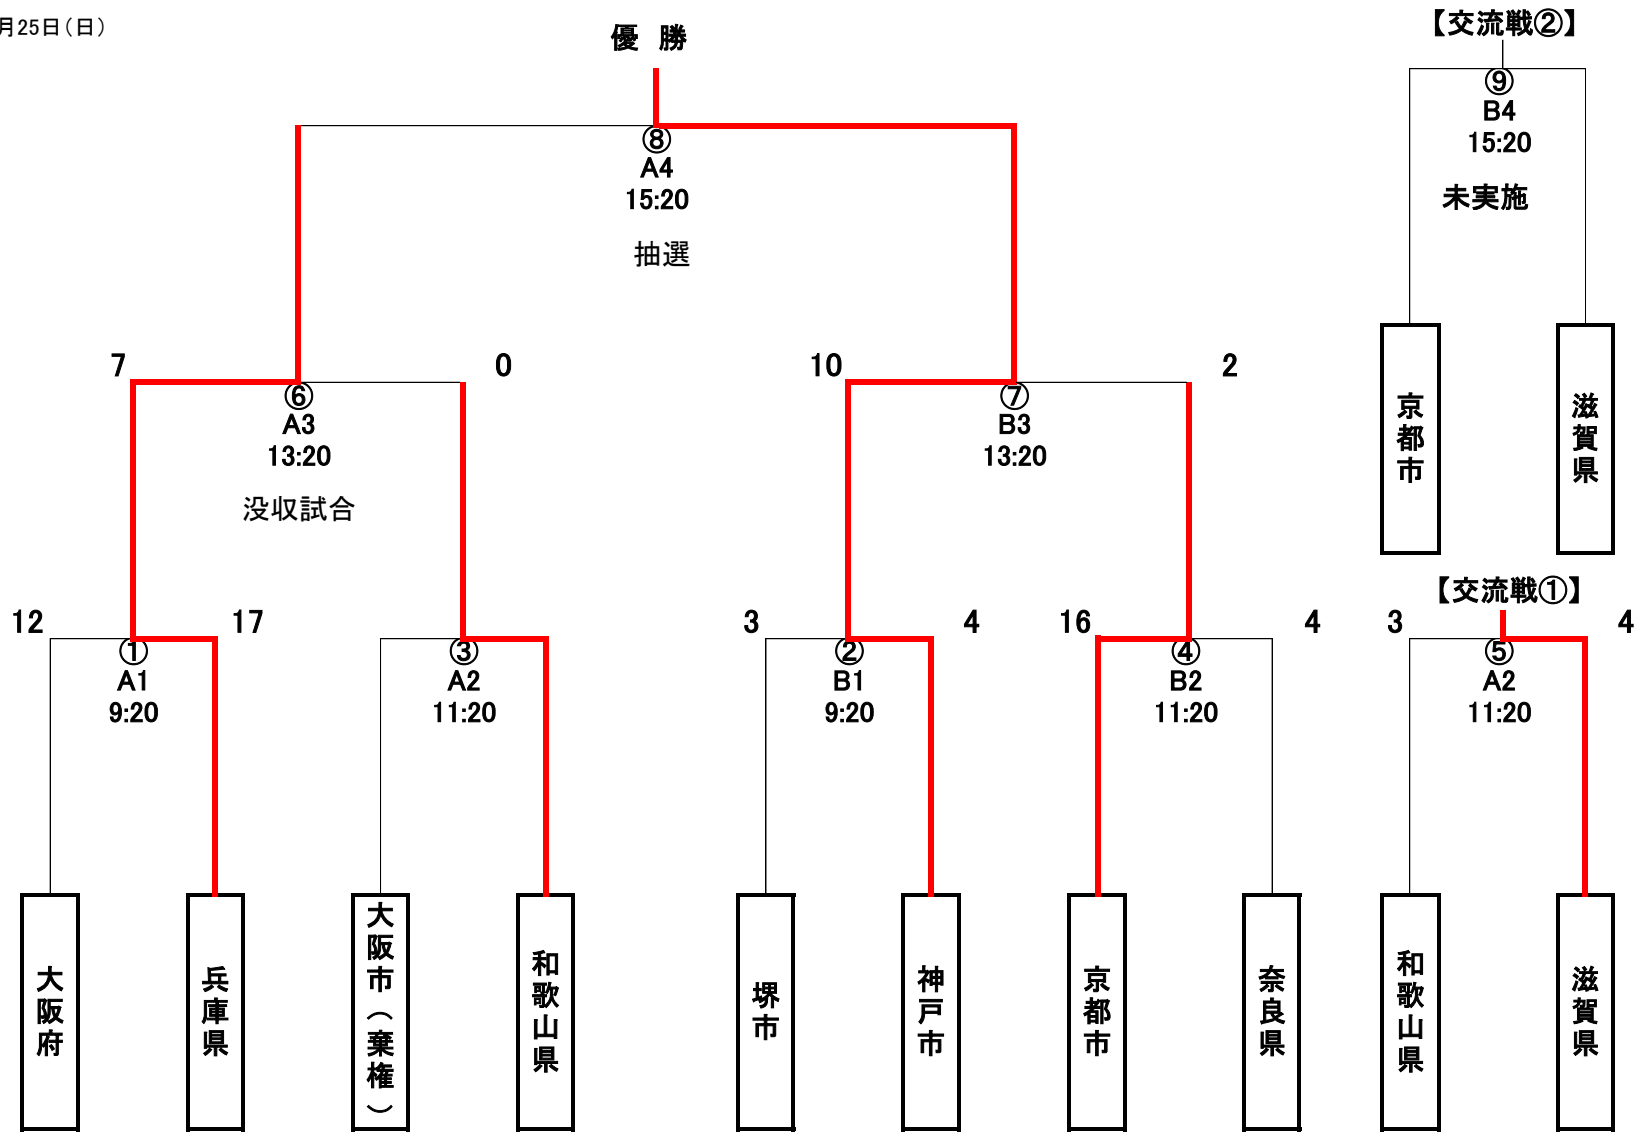 月25日（日）
優 勝
【交流戦②】
⑧
A4
15:20
抽選
⑨
B4
15:20
未実施
京都市
滋賀県
7
0
⑥
A3
13:20
没収試合
10
2
⑦
B3
13:20
12
17
①
A1
9:20
③
A2
11:20
3
4
②
B1
9:20
16
4
④
B2
11:20
【交流戦①】
3
4
⑤
A2
11:20
大阪府
兵庫県
大阪市（棄権）
和歌山県
堺市
神戸市
京都市
奈良県
和歌山県
滋賀県